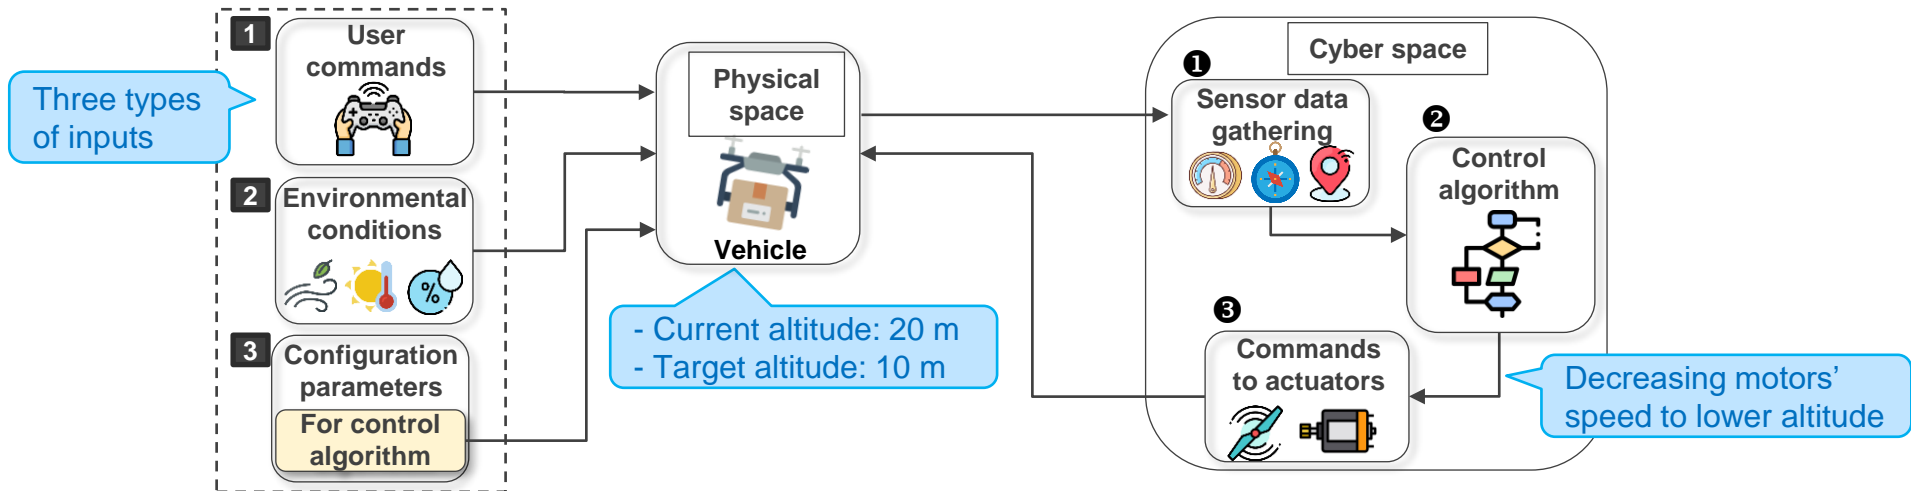 Three types
of inputs
1
User
commands
2
Environmental
conditions
%
3
Configuration
parameters
For control
algorithm
Physical
space
Vehicle
- Current altitude: 20 m
- Target altitude: 10 m
Cyber space
❶
Sensor data
gathering
❷
Control
algorithm
❸
Commands
to actuators
Decreasing motors’
speed to lower altitude